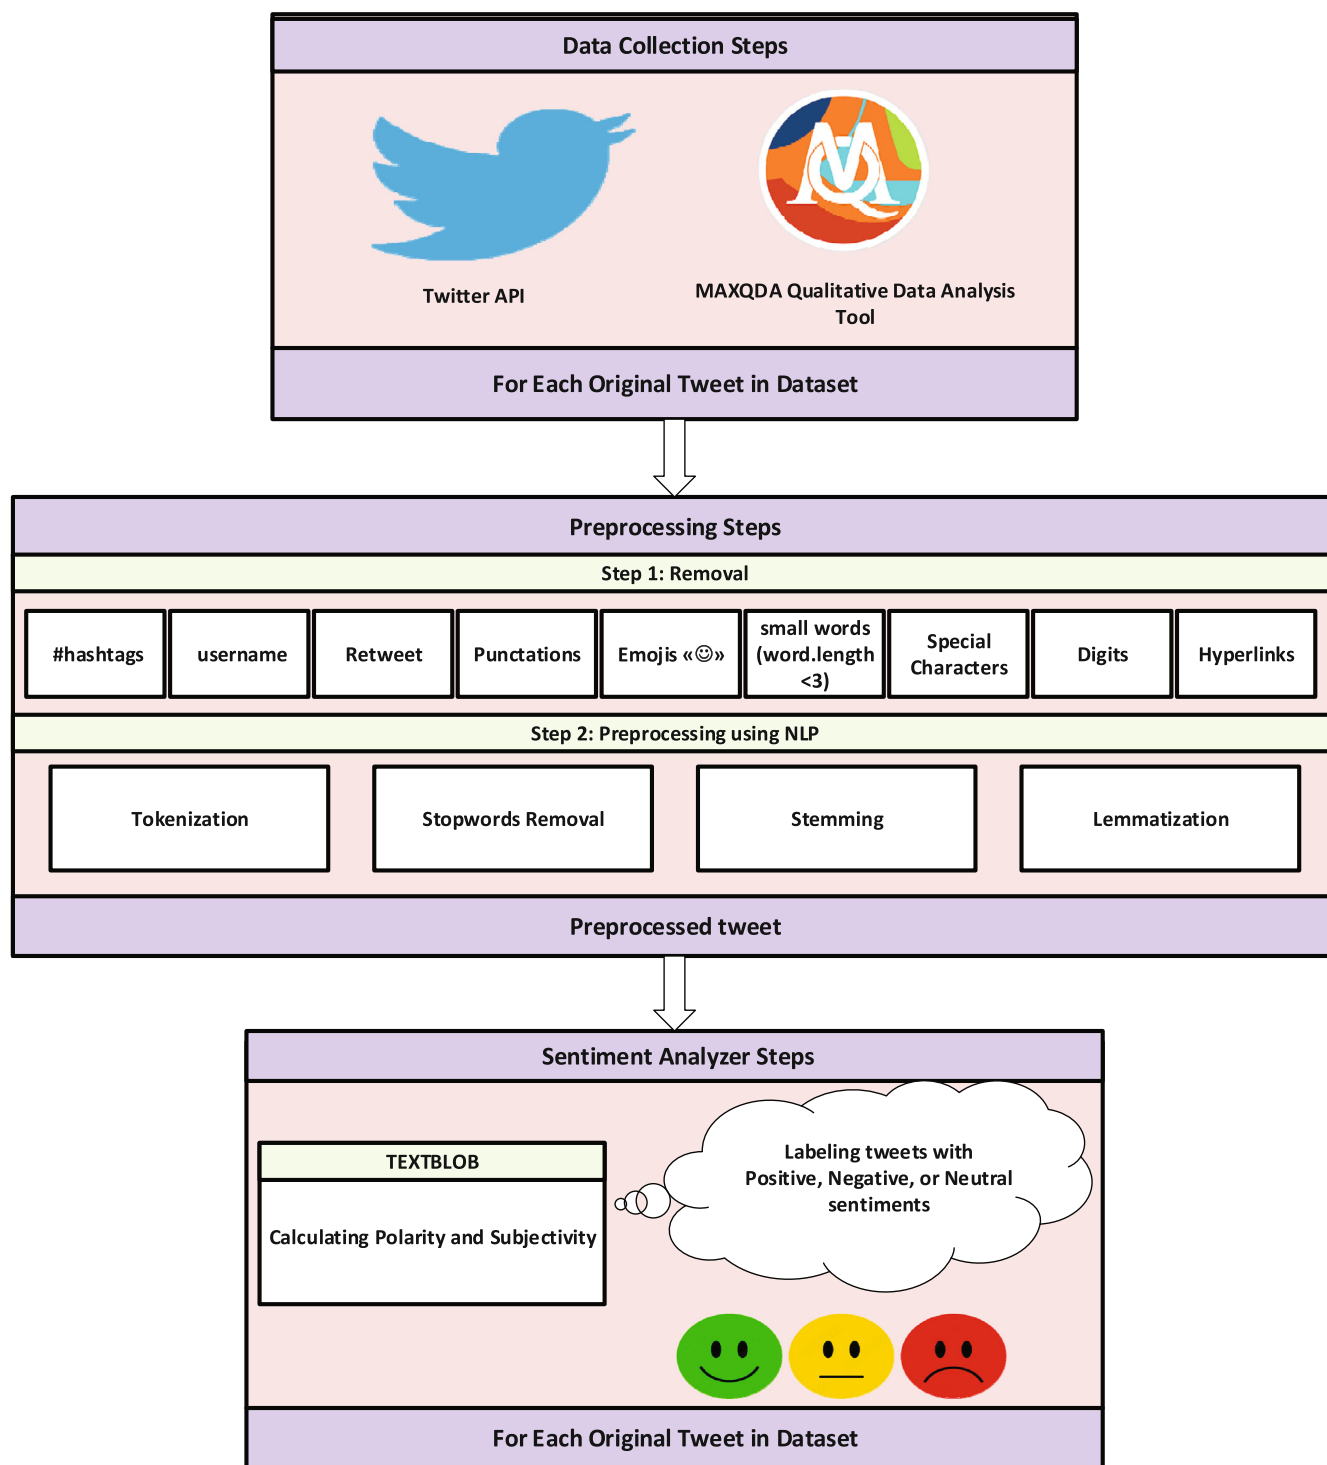 Data Collection Steps
Twitter API
MAXQDA Qualitative Data Analysis
Tool
For Each Original Tweet in Dataset
Preprocessing Steps
Step 1: Removal
#hashtags
username
Retweet
Punctations
Emojis «☺»
small words
(word.length
<3)
Special
Characters
Digits
Hyperlinks
Step 2: Preprocessing using NLP
Tokenization
Stopwords Removal
Stemming
Lemmatization
Preprocessed tweet
Sentiment Analyzer Steps
TEXTBLOB
Calculating Polarity and Subjectivity
Labeling tweets with
Positive, Negative, or Neutral
sentiments
For Each Original Tweet in Dataset